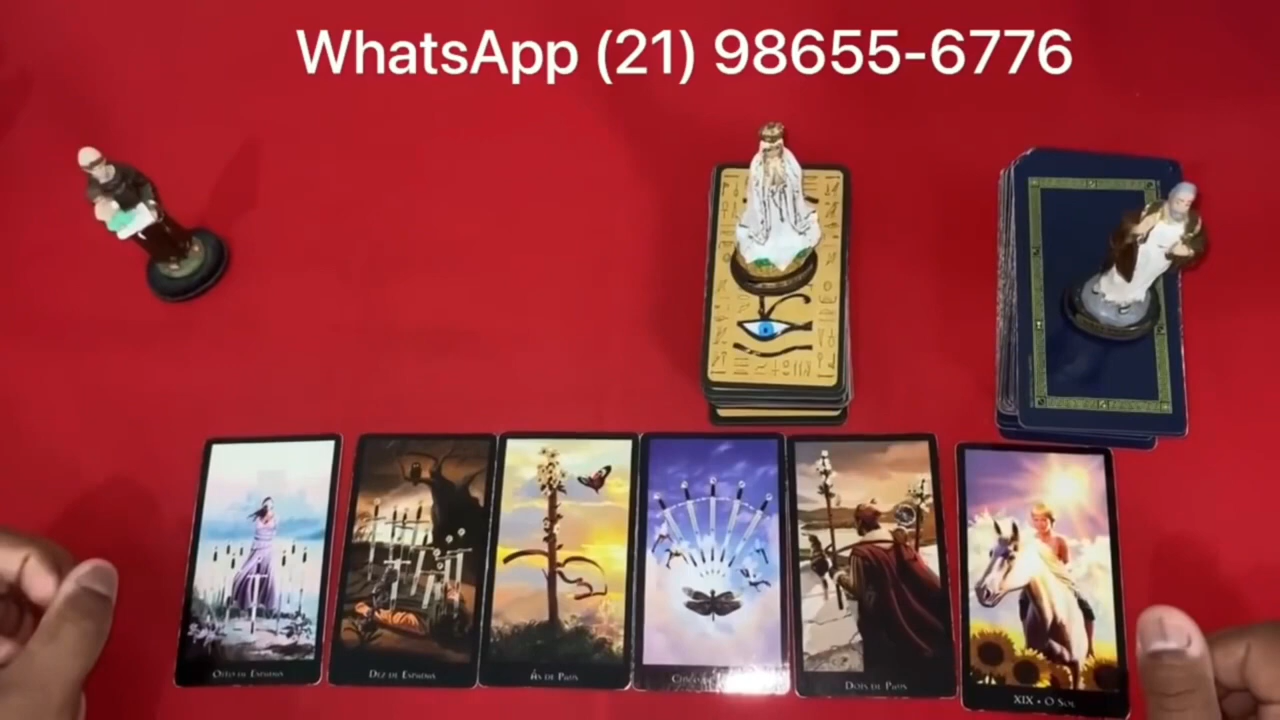 WhatsApp (21) 98655-6776
Oito de Espadas
Dez de Espadas
Ás de Paus
Dois de Paus
XIX • O Sol